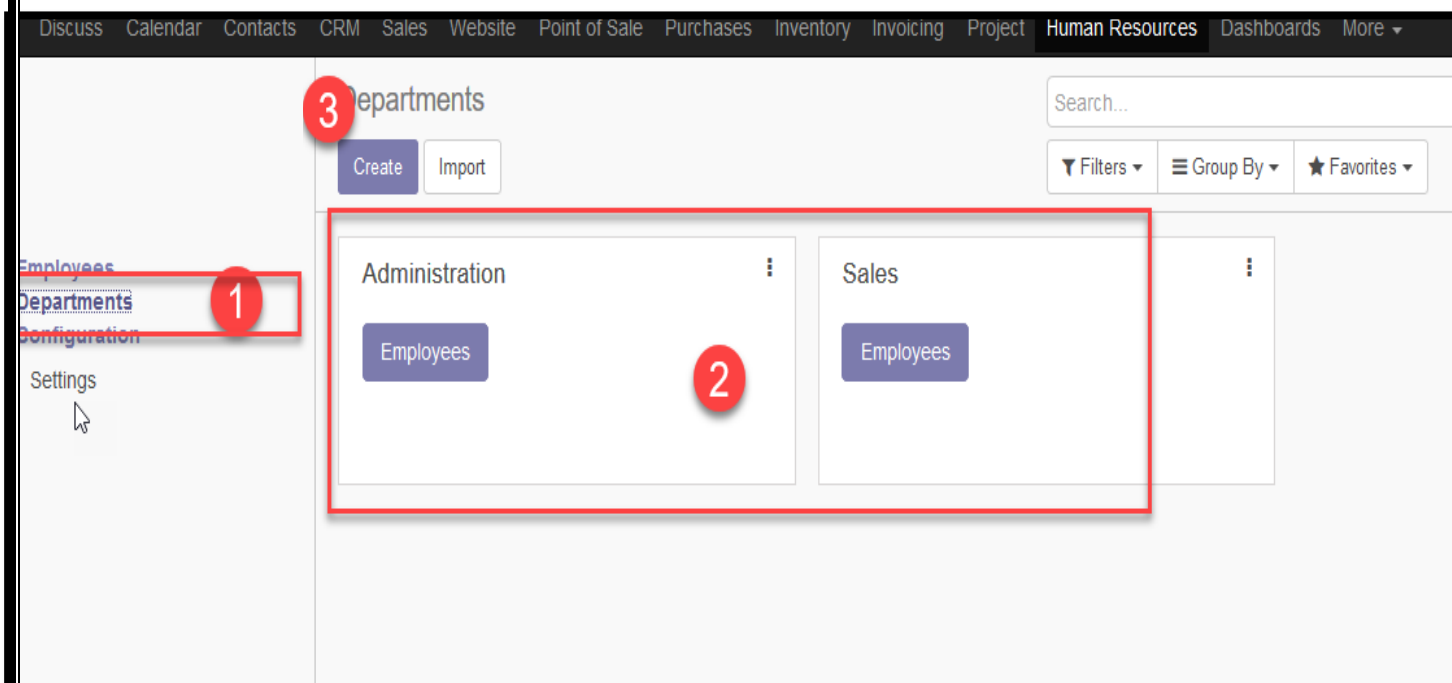 Discuss Calendar Contacts CRM Sales Website Point of Sale Purchases Inventory Invoicing Project Human Resources Dashboards More
3 Departments
Search...
Create Import
Filters Group By Favorites
Employees
Departments 1
Configuration
Settings
Administration
Employees
2
Sales
Employees